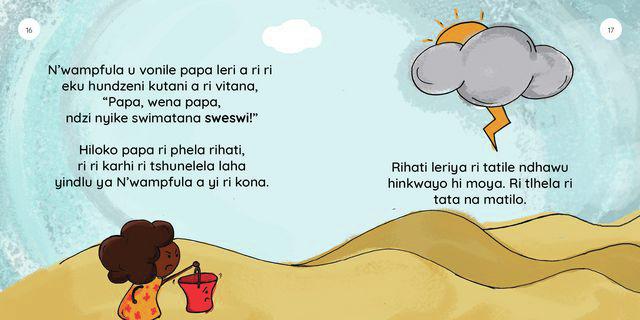 16
N'wampfula u vonile papa leri a ri ri
eku hundzeni kutani a ri vitana,
“Papa, wena papa,
ndzi nyike swimatana sweswi!”
Hiloko papa ri phela rihati,
ri ri karhi ri tshunelela laha
yindlu ya N'wampfula a yi ri kona.
17
Rihati leriya ri tatile ndhawu
hinkwayo hi moya. Ri tlhela ri
tata na matilo.